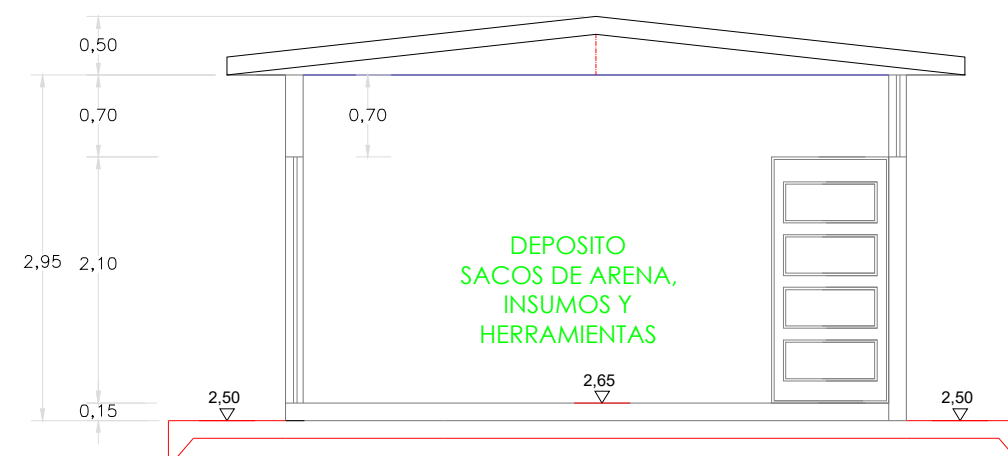 0,50
0,70
0,70
2,95
2,10
DEPOSITO
SACOS DE ARENA,
INSUMOS Y
HERRAMIENTAS
2,65
2,50
2,50
0,15